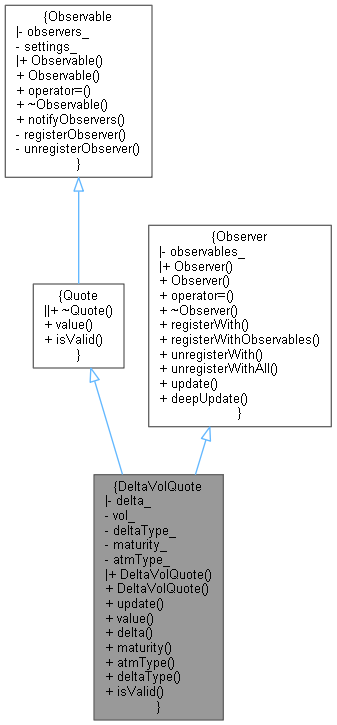 {Observable
|- observers_
- settings_
|+ Observable()
+ Observable()
+ operator=()
+ ~Observable()
+ notifyObservers()
- registerObserver()
- unregisterObserver()
}
{Quote
||+ ~Quote()
+ value()
+ isValid()
}
{Observer
|- observables_
|+ Observer()
+ Observer()
+ operator=()
+ ~Observer()
+ registerWith()
+ registerWithObservables()
+ unregisterWith()
+ unregisterWithAll()
+ update()
+ deepUpdate()
}
{DeltaVolQuote
|- delta_
- vol_
- deltaType_
- maturity_
- atmType_
|+ DeltaVolQuote()
+ DeltaVolQuote()
+ update()
+ value()
+ delta()
+ maturity()
+ atmType()
+ deltaType()
+ isValid()
}